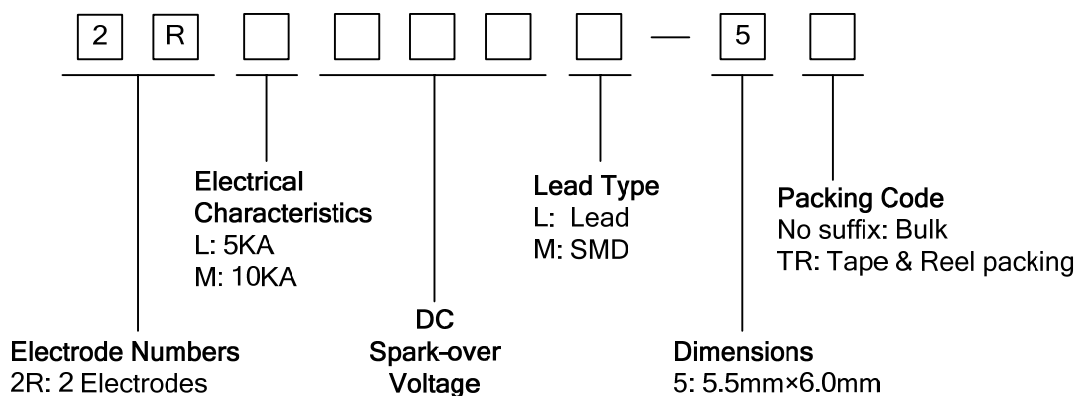 2 R — 5
Electrical
Characteristics
L: 5KA
M: 10KA
Lead Type
L: Lead
M: SMD
Packing Code
No suffix: Bulk
TR: Tape & Reel packing
Electrode Numbers
2R: 2 Electrodes
DC
Spark-over
Voltage
Dimensions
5: 5.5mm×6.0mm